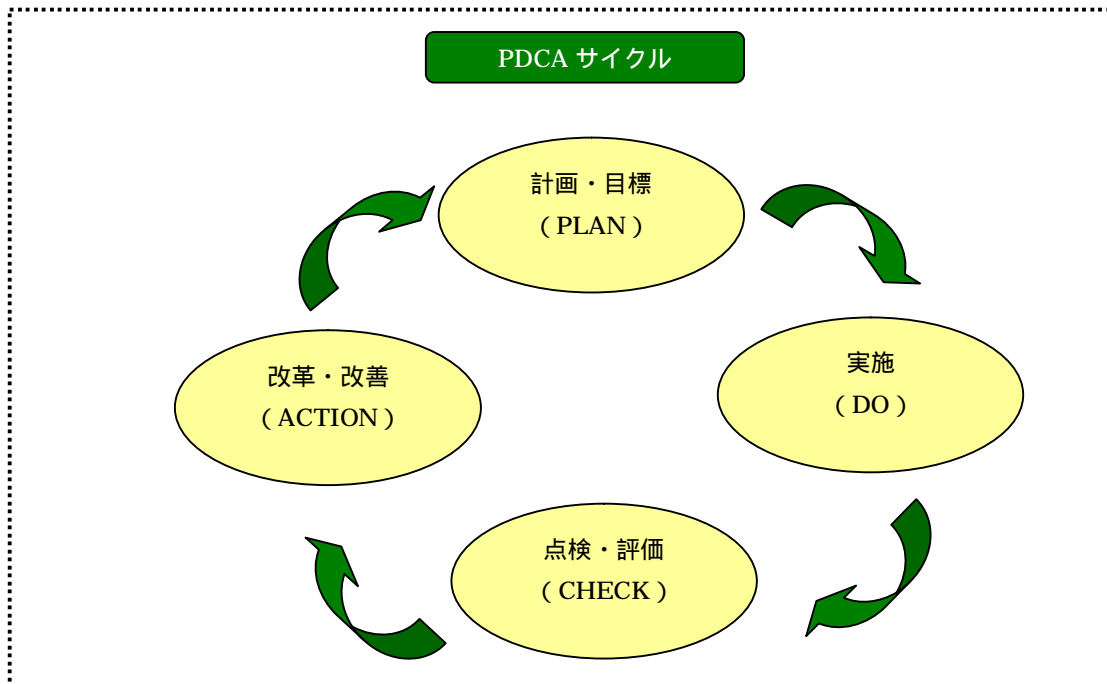 PDCA サイクル
計画・目標
（PLAN）
実施
（DO）
点検・評価
（CHECK）
改革・改善
（ACTION）